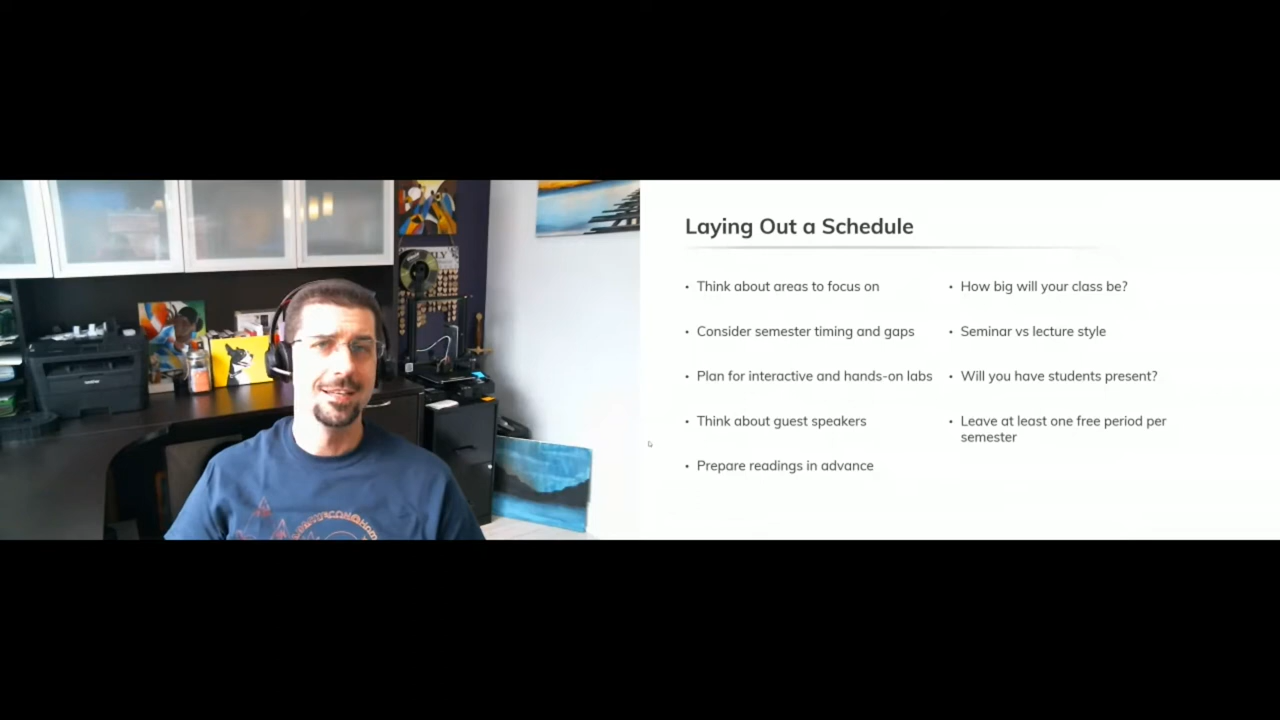 Laying Out a Schedule
• Think about areas to focus on
• Consider semester timing and gaps
• Plan for interactive and hands-on labs
• Think about guest speakers
• Prepare readings in advance
• How big will your class be?
• Seminar vs lecture style
• Will you have students present?
• Leave at least one free period per
semester
brother